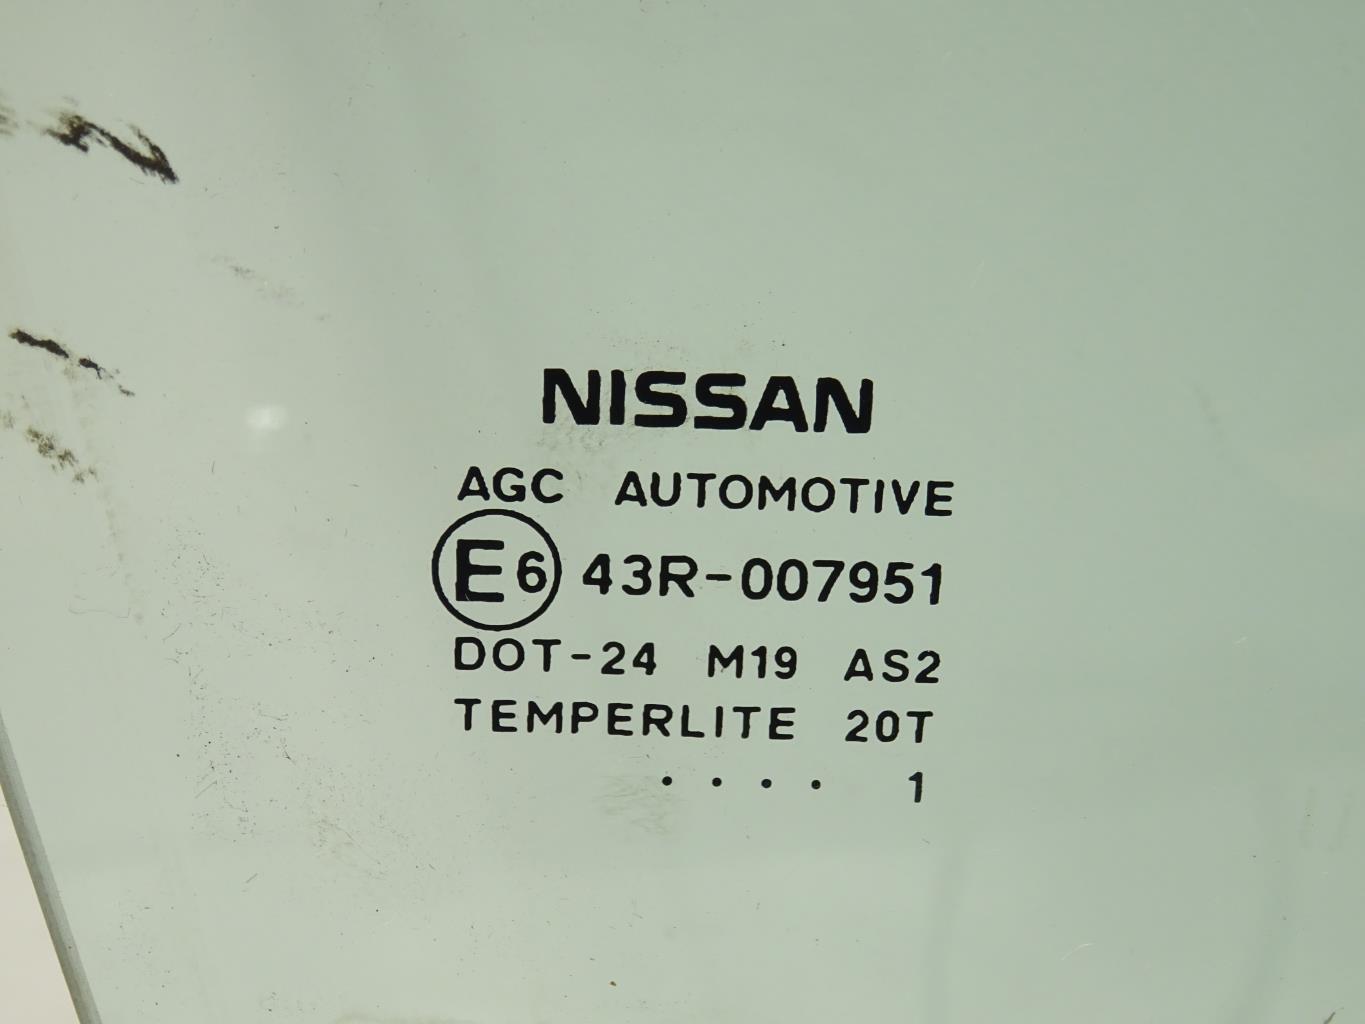 NISSAN
AGC AUTOMOTIVE
E6 43R-007951
DOT-24 M19 AS2
TEMPERLITE 20T
. . . . 1